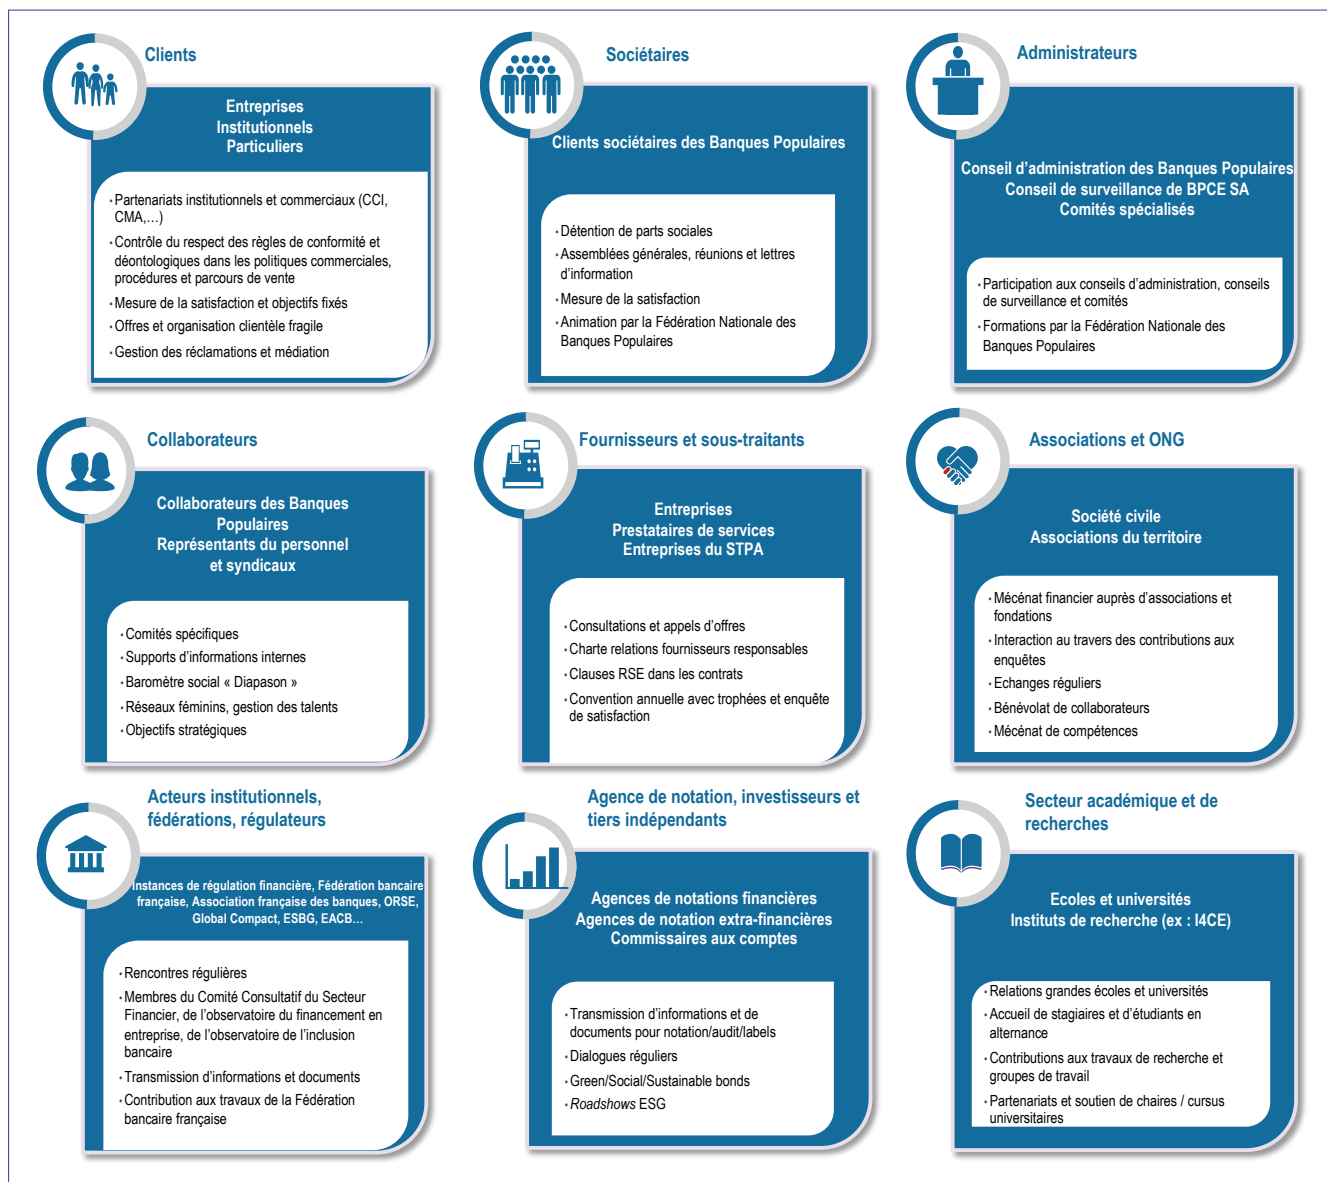 Clients
Entreprises
Institutionnels
Particuliers
• Partenariats institutionnels et commerciaux (CCI,
CMA,…)
• Contrôle du respect des règles de conformité et
déontologiques dans les politiques commerciales,
procédures et parcours de vente
• Mesure de la satisfaction et objectifs fixés
• Offres et organisation clientèle fragile
• Gestion des réclamations et médiation
Sociétaires
Clients sociétaires des Banques Populaires
• Détention de parts sociales
• Assemblées générales, réunions et lettres
d’information
• Mesure de la satisfaction
• Animation par la Fédération Nationale des
Banques Populaires
Administrateurs
Conseil d’administration des Banques Populaires
Conseil de surveillance de BPCE SA
Comités spécialisés
• Participation aux conseils d’administration, conseils
de surveillance et comités
• Formations par la Fédération Nationale des
Banques Populaires
Collaborateurs
Collaborateurs des Banques
Populaires
Représentants du personnel
et syndicaux
• Comités spécifiques
• Supports d’informations internes
• Baromètre social « Diapason »
• Réseaux féminins, gestion des talents
• Objectifs stratégiques
Fournisseurs et sous-traitants
Entreprises
Prestataires de services
Entreprises du STPA
• Consultations et appels d’offres
• Charte relations fournisseurs responsables
• Clauses RSE dans les contrats
• Convention annuelle avec trophées et enquête
de satisfaction
Associations et ONG
Société civile
Associations du territoire
• Mécénat financier auprès d’associations et
fondations
• Interaction au travers des contributions aux
enquêtes
• Echanges réguliers
• Bénévolat de collaborateurs
• Mécénat de compétences
Acteurs institutionnels,
fédérations, régulateurs
Instances de régulation financière, Fédération bancaire
française, Association française des banques, ORSE,
Global Compact, ESBG, EACB…
• Rencontres régulières
• Membres du Comité Consultatif du Secteur
Financier, de l’observatoire du financement en
entreprise, de l’observatoire de l’inclusion
bancaire
• Transmission d’informations et documents
• Contribution aux travaux de la Fédération
bancaire française
Agence de notation, investisseurs et
tiers indépendants
Agences de notations financières
Agences de notation extra-financières
Commissaires aux comptes
• Transmission d’informations et de
documents pour notation/audit/labels
• Dialogues réguliers
• Green/Social/Sustainable bonds
• Roadshows ESG
Secteur académique et de
recherches
Ecoles et universités
Instituts de recherche (ex : I4CE)
• Relations grandes écoles et universités
• Accueil de stagiaires et d’étudiants en
alternance
• Contributions aux travaux de recherche et
groupes de travail
• Partenariats et soutien de chaires / cursus
universitaires